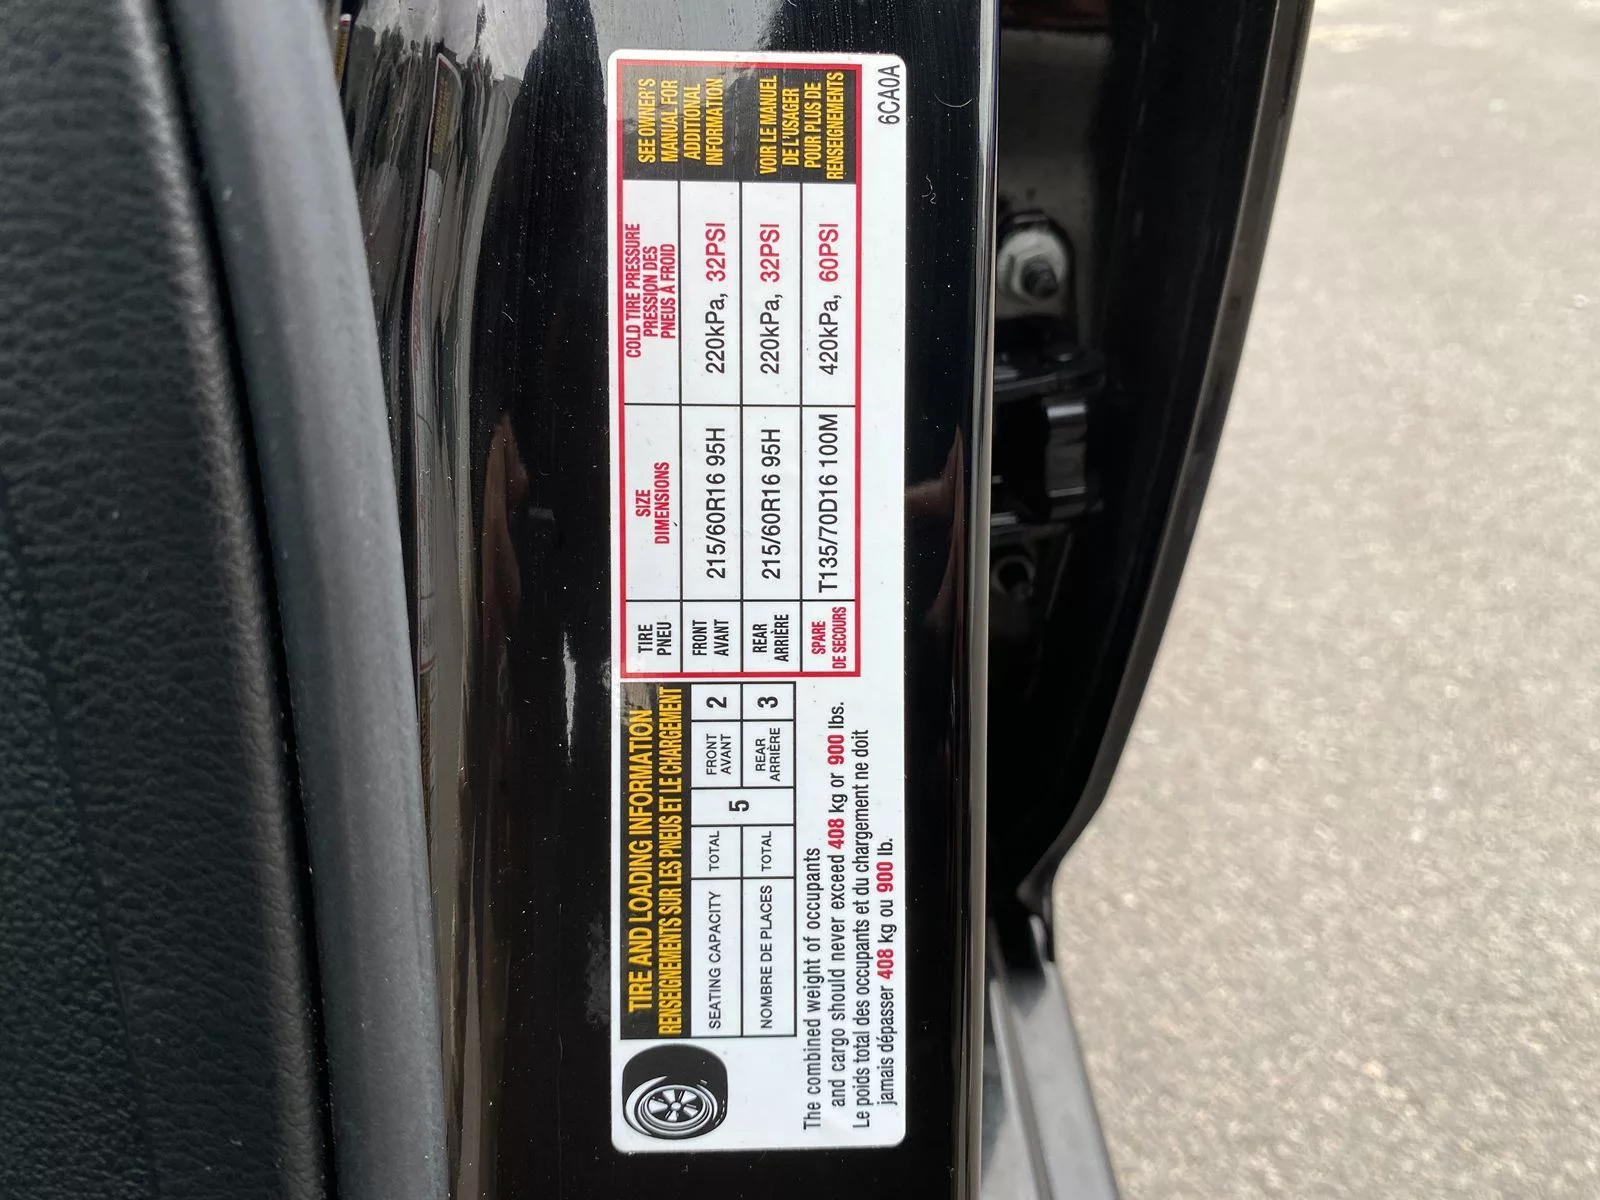 TIRE AND LOADING INFORMATION
RENSEIGNEMENTS SUR LES PNEUS ET LE CHARGEMENT
SEATING CAPACITY TOTAL 5 FRONT AVANT 2
NOMBRE DE PLACES TOTAL REAR ARRIÈRE 3
The combined weight of occupants
and cargo should never exceed 408 kg or 900 lbs.
Le poids total des occupants et du chargement ne doit
jamais dépasser 408 kg ou 900 lb.
TIRE
PNEU
SIZE
DIMENSIONS
COLD TIRE PRESSURE
PRESSION DES
PNEUS À FROID
FRONT AVANT 215/60R16 95H 220kPa, 32PSI
REAR ARRIÈRE 215/60R16 95H 220kPa, 32PSI
SPARE DE SECOURS T135/70D16 100M 420kPa, 60PSI
SEE OWNER'S
MANUAL FOR
ADDITIONAL
INFORMATION
VOIR LE MANUEL
DE L'USAGER
POUR PLUS DE
RENSEIGNEMENTS
6CA0A